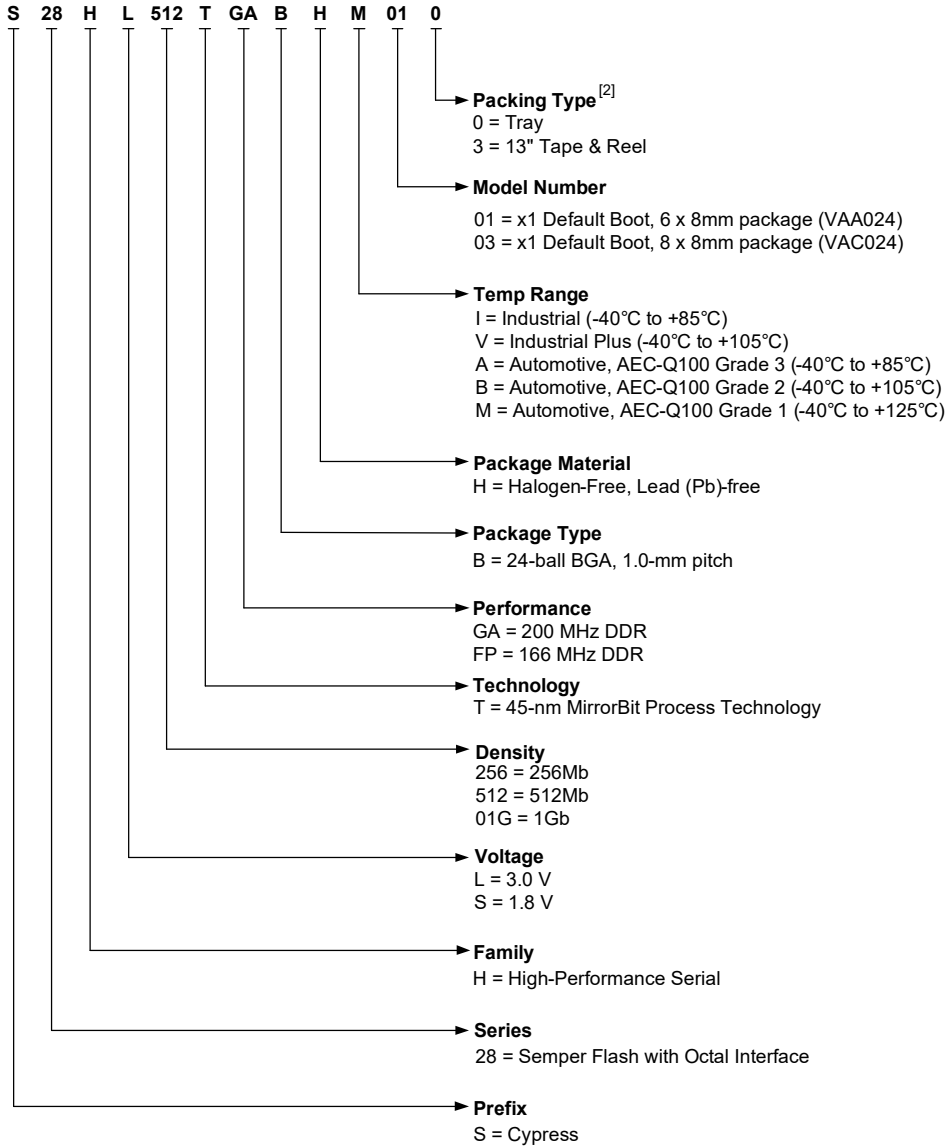 S 28 H L 512 T GA B H M 01 0
Packing Type[2]
0 = Tray
3 = 13" Tape & Reel
Model Number
01 = x1 Default Boot, 6 x 8mm package (VAA024)
03 = x1 Default Boot, 8 x 8mm package (VAC024)
Temp Range
I = Industrial (-40°C to +85°C)
V = Industrial Plus (-40°C to +105°C)
A = Automotive, AEC-Q100 Grade 3 (-40°C to +85°C)
B = Automotive, AEC-Q100 Grade 2 (-40°C to +105°C)
M = Automotive, AEC-Q100 Grade 1 (-40°C to +125°C)
Package Material
H = Halogen-Free, Lead (Pb)-free
Package Type
B = 24-ball BGA, 1.0-mm pitch
Performance
GA = 200 MHz DDR
FP = 166 MHz DDR
Technology
T = 45-nm MirrorBit Process Technology
Density
256 = 256Mb
512 = 512Mb
01G = 1Gb
Voltage
L = 3.0 V
S = 1.8 V
Family
H = High-Performance Serial
Series
28 = Semper Flash with Octal Interface
Prefix
S = Cypress